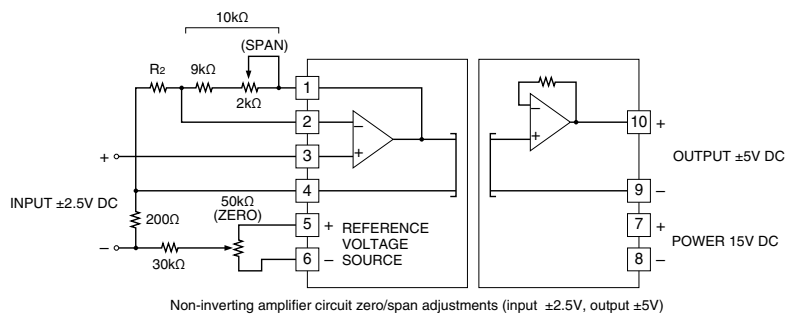 10kΩ
(SPAN)
R2
9kΩ
2kΩ
1
2
3
4
5
6
10
9
7
8
−
+
−
+
+
+
−
OUTPUT ±5V DC
INPUT ±2.5V DC
200Ω
50kΩ
(ZERO)
−
30kΩ
+ REFERENCE
VOLTAGE
− SOURCE
+
POWER 15V DC
−
Non-inverting amplifier circuit zero/span adjustments (input ±2.5V, output ±5V)